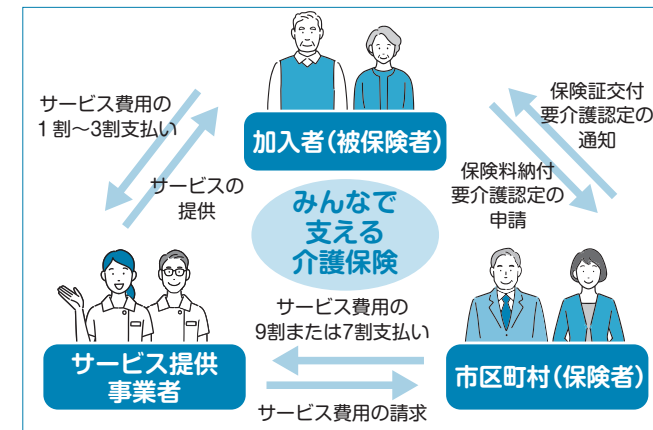 サービス費用の
1割～3割支払い
サービスの
提供
加入者（被保険者）
保険証交付
要介護認定の
通知
保険料納付
要介護認定の
申請
みんなで
支える
介護保険
サービス費用の
9割または7割支払い
サービス提供
事業者
市区町村（保険者）
サービス費用の請求